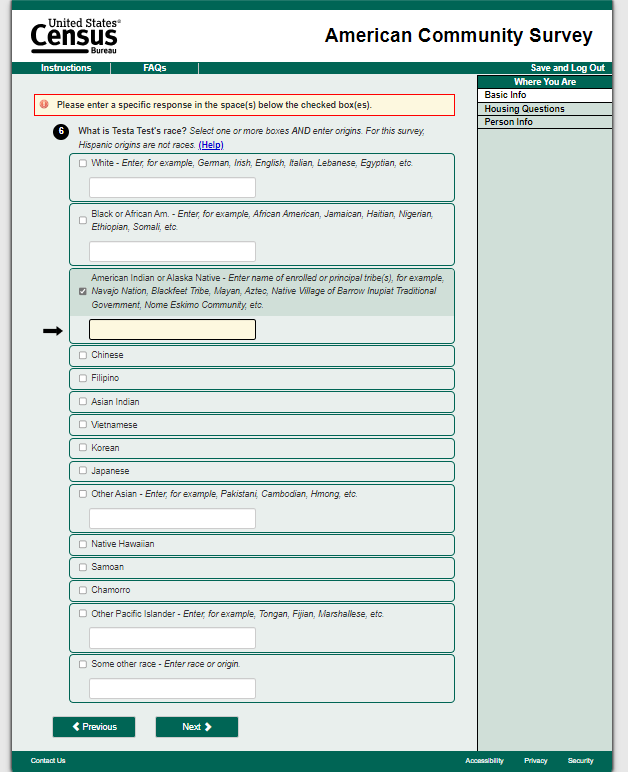 United States®
Census
Bureau
American Community Survey
Instructions
FAQs
Save and Log Out
Where You Are
Basic Info
Housing Questions
Person Info
Please enter a specific response in the space(s) below the checked box(es).
6 What is Testa Test's race? Select one or more boxes AND enter origins. For this survey,
Hispanic origins are not races. (Help)
White - Enter, for example, German, Irish, English, Italian, Lebanese, Egyptian, etc.
Black or African Am. - Enter, for example, African American, Jamaican, Haitian, Nigerian,
Ethiopian, Somali, etc.
American Indian or Alaska Native - Enter name of enrolled or principal tribe(s), for example,
Navajo Nation, Blackfeet Tribe, Mayan, Aztec, Native Village of Barrow Inupiat Traditional
Government, Nome Eskimo Community, etc.
Chinese
Filipino
Asian Indian
Vietnamese
Korean
Japanese
Other Asian - Enter, for example, Pakistani, Cambodian, Hmong, etc.
Native Hawaiian
Samoan
Chamorro
Other Pacific Islander - Enter, for example, Tongan, Fijian, Marshallese, etc.
Some other race - Enter race or origin.
Previous
Next
Contact Us
Accessibility
Privacy
Security